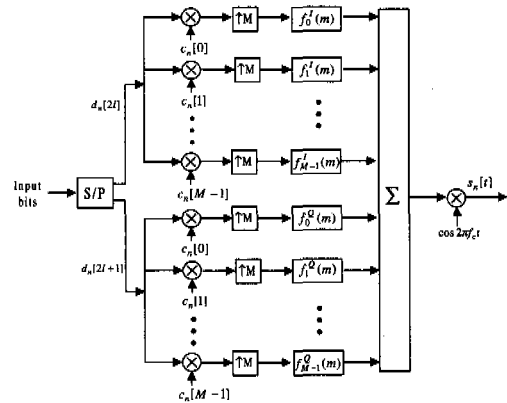 ↑M
f_0^I(m)
c_n[0]
↑M
f_1^I(m)
c_n[1]
d_n[2l]
↑M
f_{M-1}^I(m)
c_n[M-1]
Input
bits
S/P
Σ
s_n[t]
cos 2πf_c t
↑M
f_0^Q(m)
c_n[0]
d_n[2l+1]
↑M
f_1^Q(m)
c_n[1]
↑M
f_{M-1}^Q(m)
c_n[M-1]